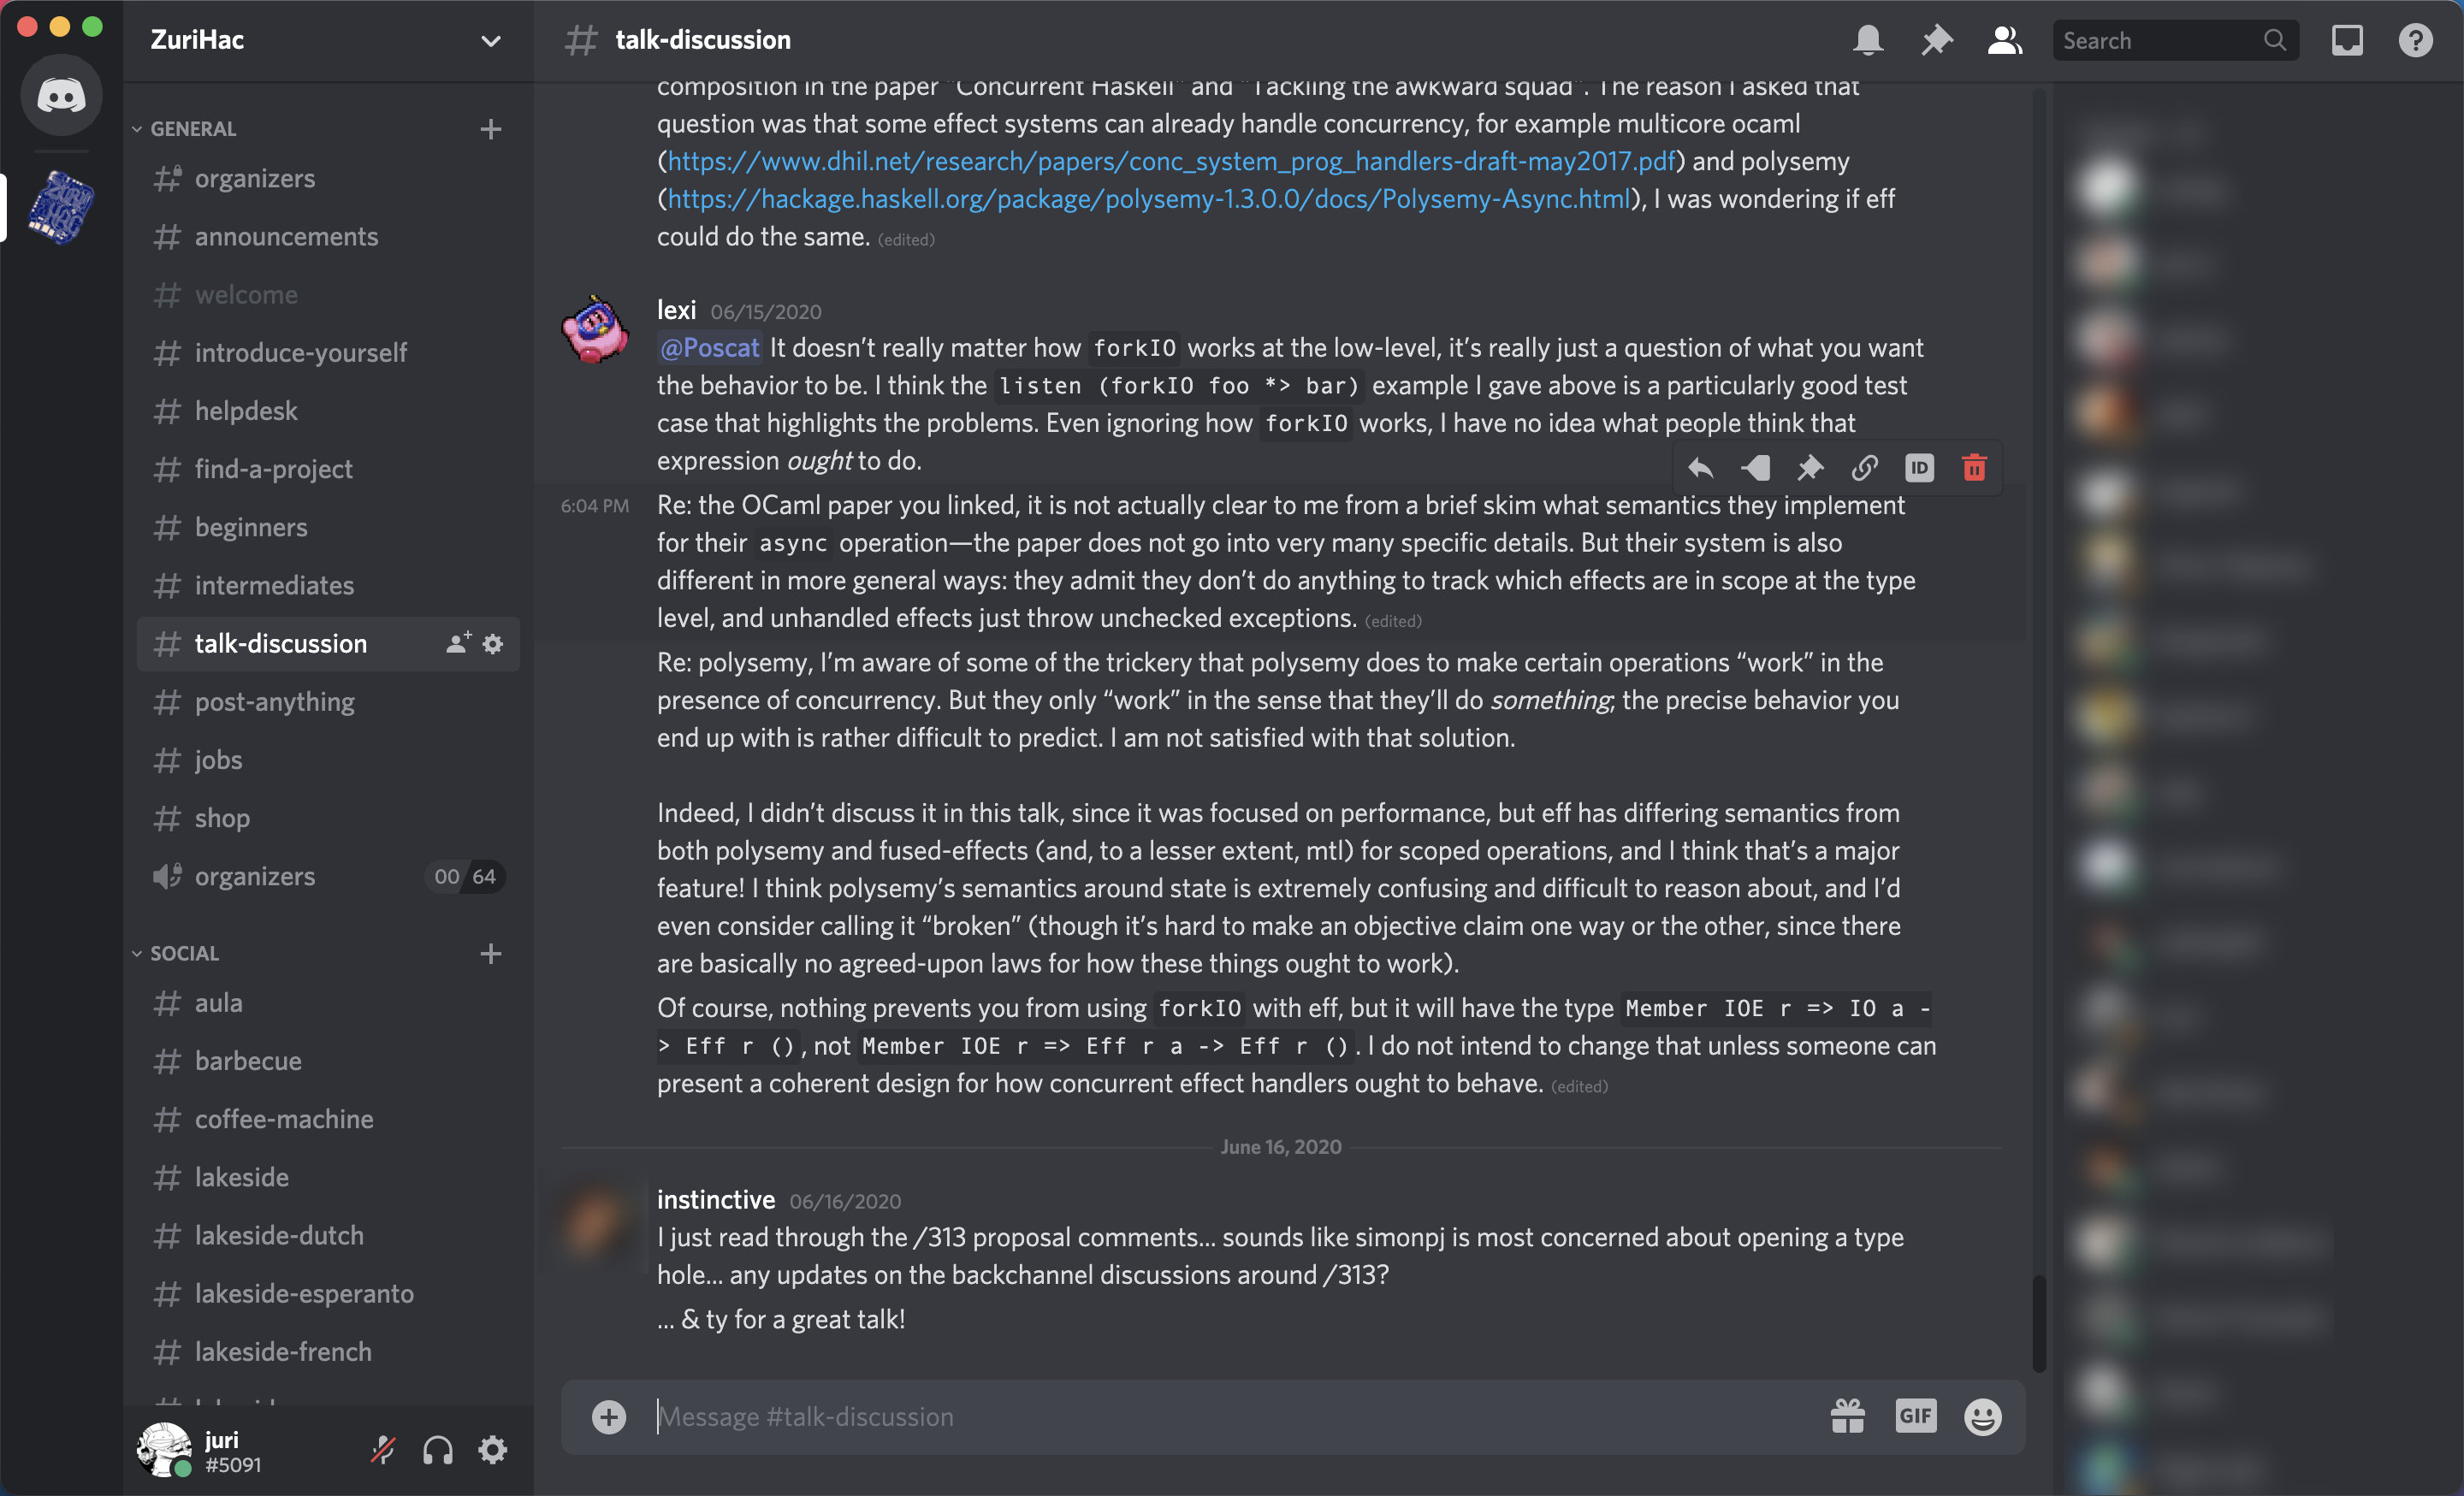 ZuriHac
GENERAL
organizers
announcements
welcome
introduce-yourself
helpdesk
find-a-project
beginners
intermediates
talk-discussion
post-anything
jobs
shop
organizers
00 64
SOCIAL
aula
barbecue
coffee-machine
lakeside
lakeside-dutch
lakeside-esperanto
lakeside-french
juri
#5091
# talk-discussion
Search
composition in the paper “Concurrent Haskell” and “Tackling the awkward squad”. The reason I asked that
question was that some effect systems can already handle concurrency, for example multicore ocaml
(https://www.dhil.net/research/papers/conc_system_prog_handlers-draft-may2017.pdf) and polysemy
(https://hackage.haskell.org/package/polysemy-1.3.0.0/docs/Polysemy-Async.html), I was wondering if eff
could do the same. (edited)
lexi 06/15/2020
@Poscat It doesn’t really matter how forkIO works at the low-level, it’s really just a question of what you want
the behavior to be. I think the listen (forkIO foo *> bar) example I gave above is a particularly good test
case that highlights the problems. Even ignoring how forkIO works, I have no idea what people think that
expression ought to do.
ID
6:04 PM Re: the OCaml paper you linked, it is not actually clear to me from a brief skim what semantics they implement
for their async operation—the paper does not go into very many specific details. But their system is also
different in more general ways: they admit they don’t do anything to track which effects are in scope at the type
level, and unhandled effects just throw unchecked exceptions. (edited)
Re: polysemy, I’m aware of some of the trickery that polysemy does to make certain operations “work” in the
presence of concurrency. But they only “work” in the sense that they’ll do something; the precise behavior you
end up with is rather difficult to predict. I am not satisfied with that solution.
Indeed, I didn’t discuss it in this talk, since it was focused on performance, but eff has differing semantics from
both polysemy and fused-effects (and, to a lesser extent, mtl) for scoped operations, and I think that’s a major
feature! I think polysemy’s semantics around state is extremely confusing and difficult to reason about, and I’d
even consider calling it “broken” (though it’s hard to make an objective claim one way or the other, since there
are basically no agreed-upon laws for how these things ought to work).
Of course, nothing prevents you from using forkIO with eff, but it will have the type Member IOE r => IO a -
> Eff r (), not Member IOE r => Eff r a -> Eff r (). I do not intend to change that unless someone can
present a coherent design for how concurrent effect handlers ought to behave. (edited)
June 16, 2020
instinctive 06/16/2020
I just read through the /313 proposal comments... sounds like simonpj is most concerned about opening a type
hole... any updates on the backchannel discussions around /313?
... & ty for a great talk!
Message #talk-discussion
GIF